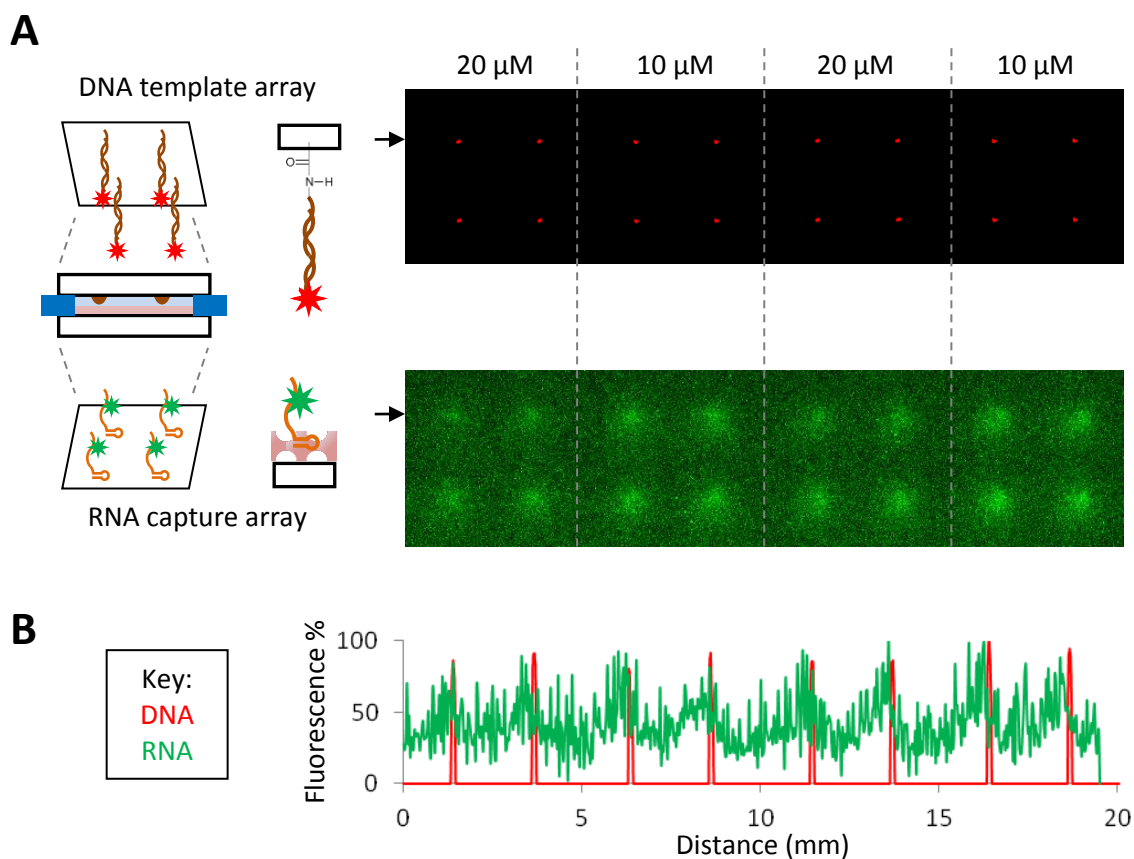 A
20 µM 10 µM 20 µM 10 µM
DNA template array
O
N H
RNA capture array
B
Key:
DNA
RNA
Fluorescence %
100
50
0
0 5 10 15 20
Distance (mm)